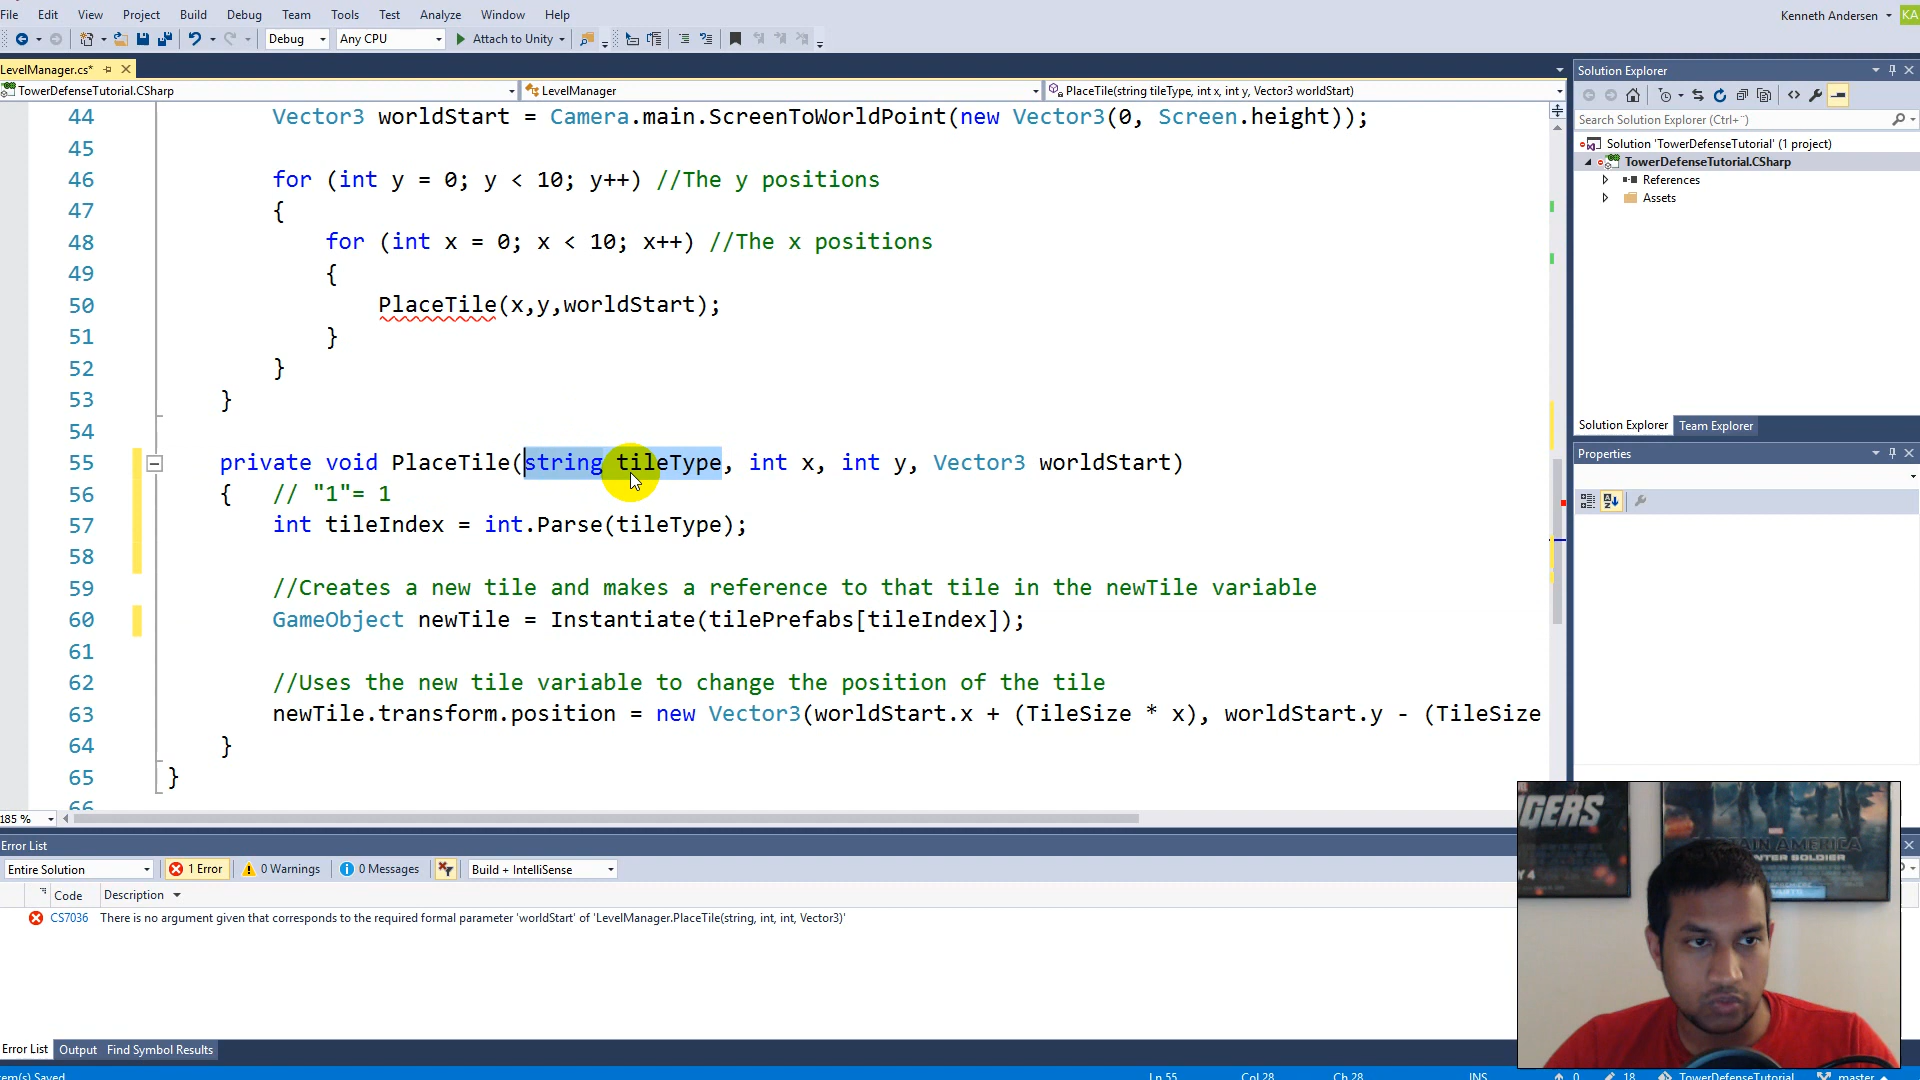 File Edit View Project Build Debug Team Tools Test Analyze Window Help Kenneth Andersen KA
Debug Any CPU Attach to Unity
LevelManager.cs*
TowerDefenseTutorial.CSharp LevelManager PlaceTile(string tileType, int x, int y, Vector3 worldStart)
44 Vector3 worldStart = Camera.main.ScreenToWorldPoint(new Vector3(0, Screen.height));
45
46 for (int y = 0; y < 10; y++) //The y positions
47 {
48 for (int x = 0; x < 10; x++) //The x positions
49 {
50 PlaceTile(x,y,worldStart);
51 }
52 }
53 }
54
55 private void PlaceTile(string tileType, int x, int y, Vector3 worldStart)
56 { // "1"= 1
57 int tileIndex = int.Parse(tileType);
58
59 //Creates a new tile and makes a reference to that tile in the newTile variable
60 GameObject newTile = Instantiate(tilePrefabs[tileIndex]);
61
62 //Uses the new tile variable to change the position of the tile
63 newTile.transform.position = new Vector3(worldStart.x + (TileSize * x), worldStart.y - (TileSize
64 }
65 }
66
185 %
Solution Explorer
Search Solution Explorer (Ctrl+¨)
Solution 'TowerDefenseTutorial' (1 project)
TowerDefenseTutorial.CSharp
References
Assets
Solution Explorer Team Explorer
Properties
Error List
Entire Solution 1 Error 0 Warnings 0 Messages Build + IntelliSense
Code Description
CS7036 There is no argument given that corresponds to the required formal parameter 'worldStart' of 'LevelManager.PlaceTile(string, int, int, Vector3)'
Error List Output Find Symbol Results
Saved Ln 55 Col 28 Ch 28 INS 0 18 TowerDefenseTutorial master